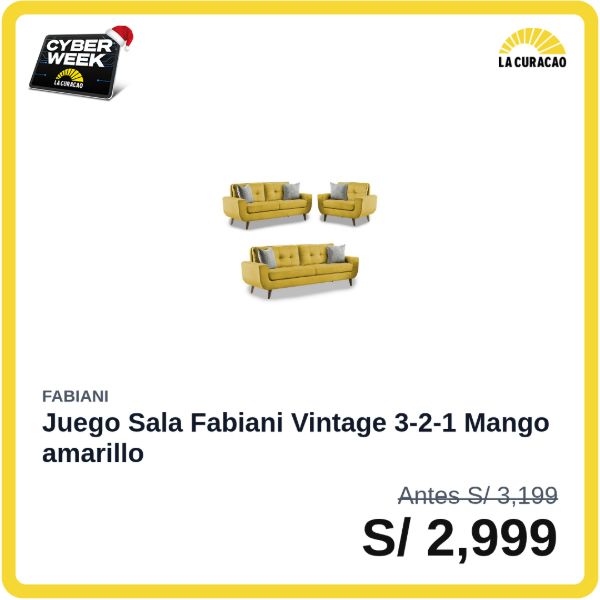 CYBER
WEEK
LA CURACAO
LA CURACAO
FABIANI
Juego Sala Fabiani Vintage 3-2-1 Mango
amarillo
Antes S/ 3,199
S/ 2,999